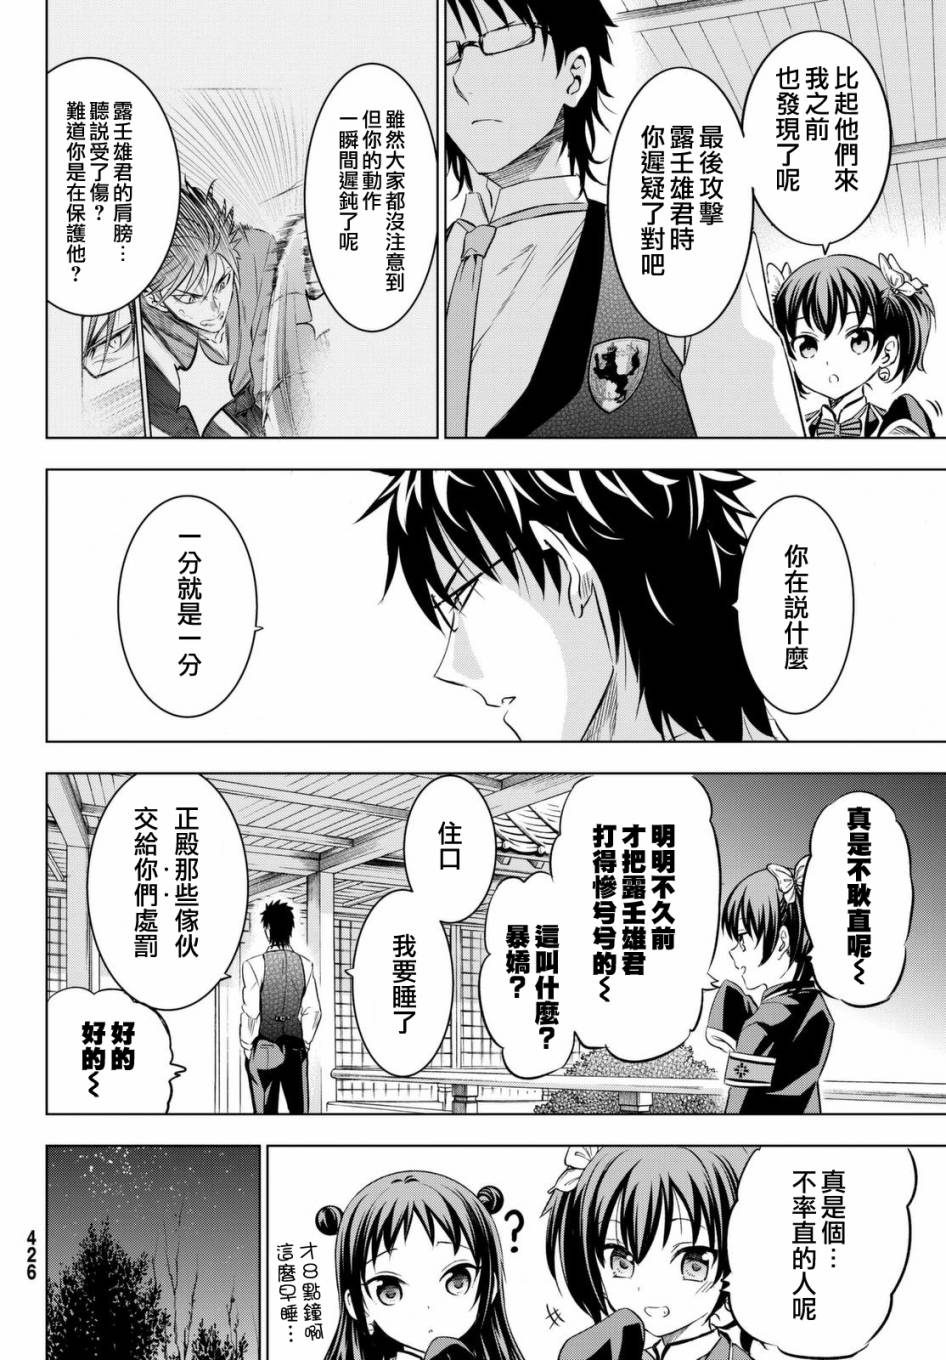 比起他們來
我之前
也發現了呢
最後攻擊
露壬雄君時
你遲疑了對吧
雖然大家都沒注意到
但你的動作
一瞬間遲鈍了呢
露壬雄君的肩膀…
聽說受了傷？
難道你是在保護他？
你在説什麼
一分就是一分
真是不耿直呢~
明明不久前
才把露壬雄君
打得慘兮兮的~
這叫什麼？
暴嬌？
住口
我要睡了
正殿那些傢伙
交給你們處罰
好的
好的~
真是個…
不率直的人呢
?
才8點鐘啊
這麼早睡…
426